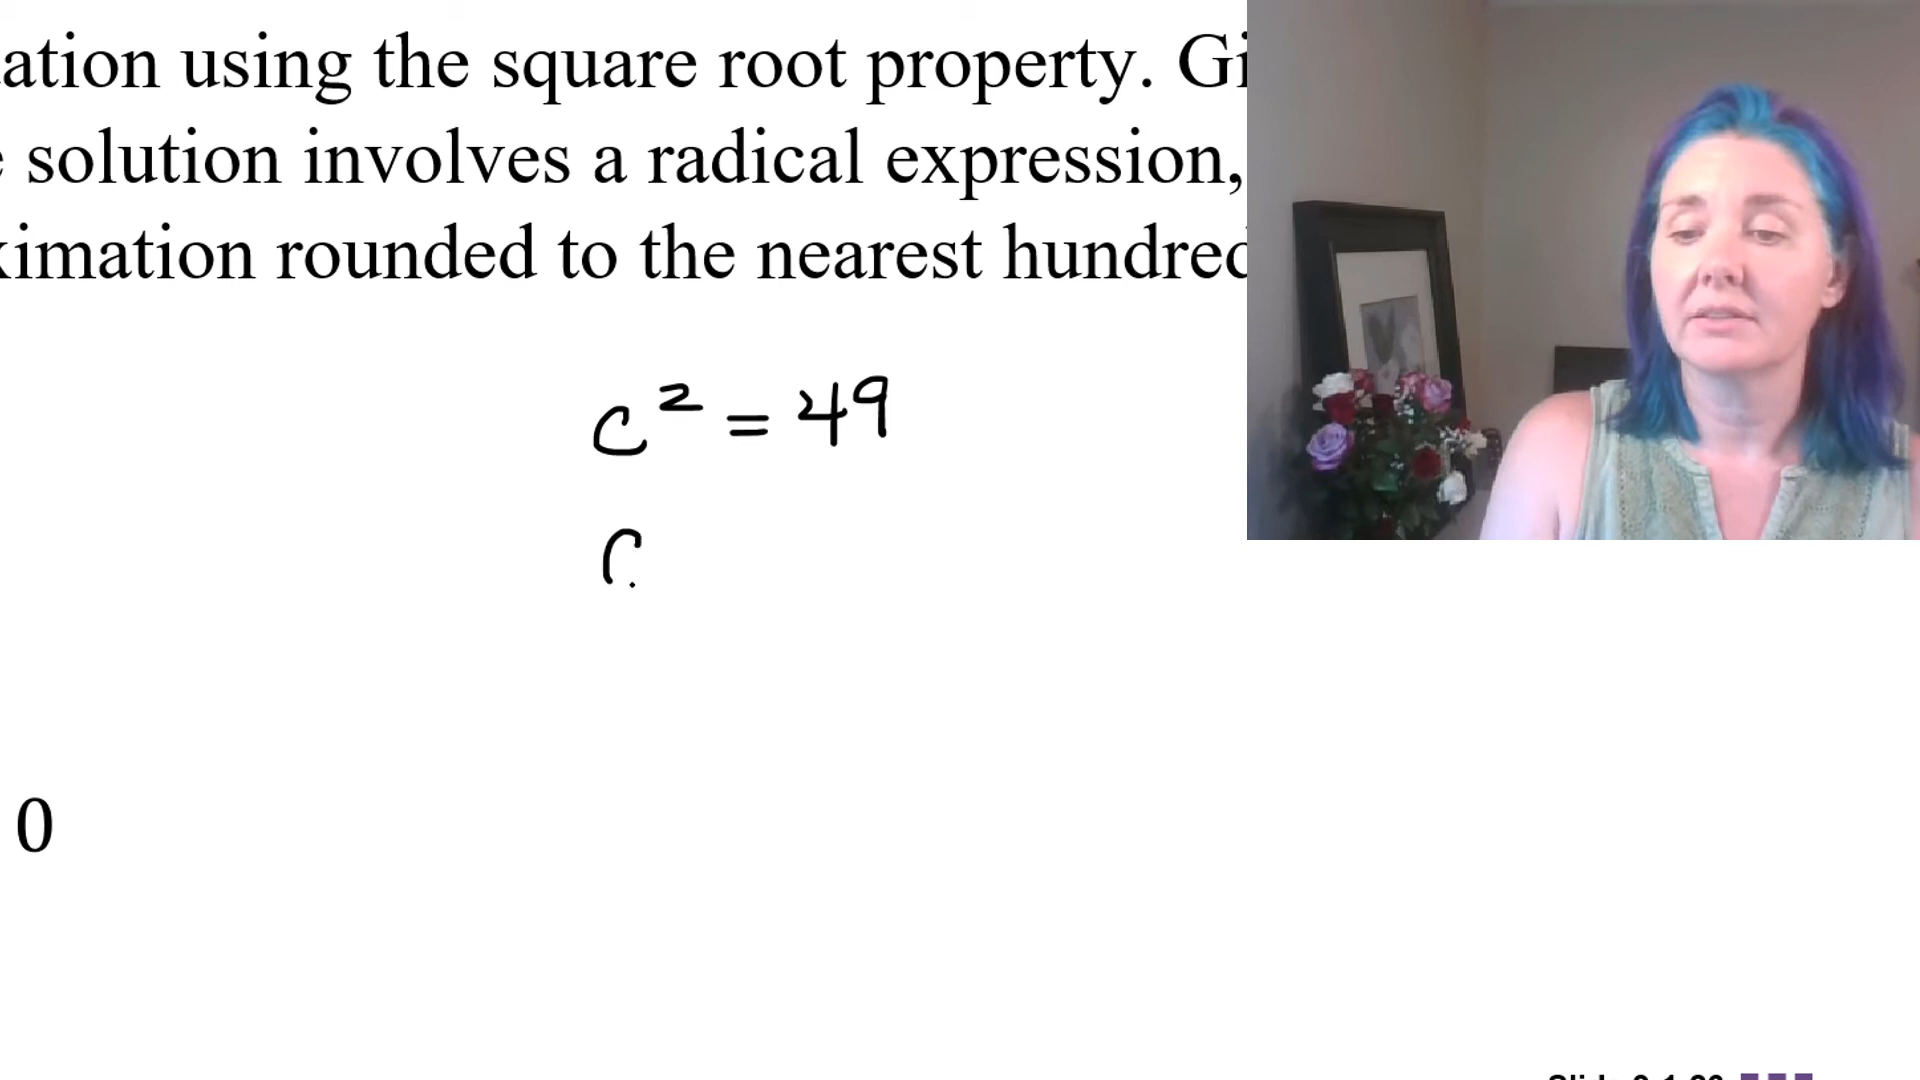 ation using the square root property. Gi
solution involves a radical expression,
ximation rounded to the nearest hundred
c² = 49
c
0